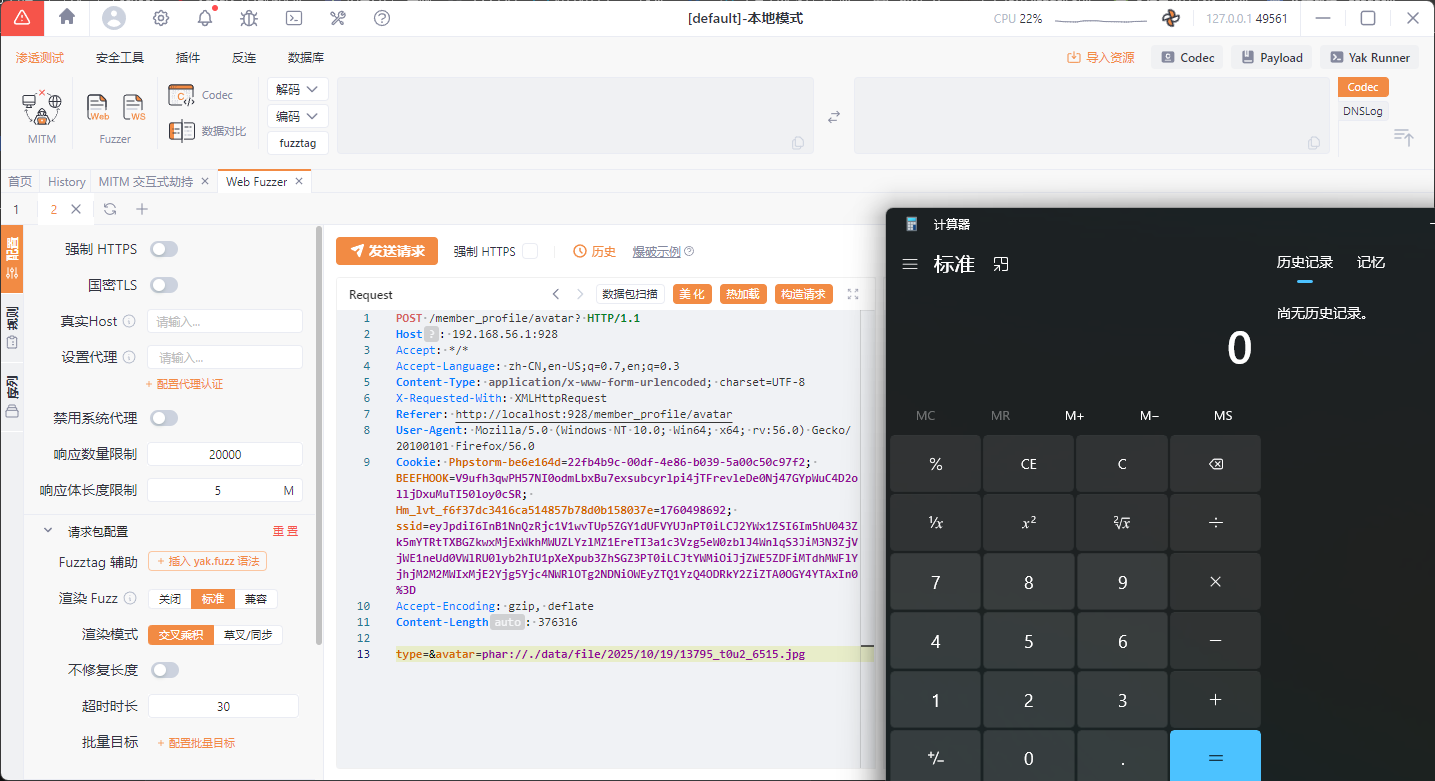 [default]-本地模式
CPU 22%
127.0.0.1 49561
渗透测试
安全工具
插件
反连
数据库
导入资源
Codec
Payload
Yak Runner
MITM
Web
WS
Fuzzer
Codec
数据对比
解码
编码
fuzztag
Codec
DNSLog
首页
History
MITM 交互式劫持
Web Fuzzer
1
2
配置
规则
序列
强制 HTTPS
国密TLS
真实Host
请输入...
设置代理
请输入...
+ 配置代理认证
禁用系统代理
响应数量限制
20000
响应体长度限制
5
M
请求包配置
重置
Fuzztag 辅助
+ 插入 yak.fuzz 语法
渲染 Fuzz
关闭
标准
兼容
渲染模式
交叉乘积
草叉/同步
不修复长度
超时时长
30
批量目标
+ 配置批量目标
发送请求
强制 HTTPS
历史
爆破示例
Request
数据包扫描
美化
热加载
构造请求
1 POST /member_profile/avatar? HTTP/1.1
2 Host ? : 192.168.56.1:928
3 Accept: */*
4 Accept-Language: zh-CN,en-US;q=0.7,en;q=0.3
5 Content-Type: application/x-www-form-urlencoded; charset=UTF-8
6 X-Requested-With: XMLHttpRequest
7 Referer: http://localhost:928/member_profile/avatar
8 User-Agent: Mozilla/5.0 (Windows NT 10.0; Win64; x64; rv:56.0) Gecko/
20100101 Firefox/56.0
9 Cookie: Phpstorm-be6e164d=22fb4b9c-00df-4e86-b039-5a00c50c97f2;
BEEFHOOK=V9ufh3qwPH57NI0odmLbxBu7exsubcyrlpi4jTFrevleDe0Nj47GYpWuC4D2o
lljDxuMuTI50loy0cSR;
Hm_lvt_f6f37dc3416ca514857b78d0b158037e=1760498692;
ssid=eyJpdiI6InB1NnQzRjc1V1wvTUp5ZGY1dUFVYUJnPT0iLCJ2YWx1ZSI6Im5hU043Z
k5mYTRtTXBGZkwxMjExWkhMWUZLYzlMZ1EreTI3a1c3Vzg5eW0zblJ4WnlqS3JiM3N3ZjV
jWE1neUd0VWlRU0lyb2hIU1pXeXpub3ZhSGZ3PT0iLCJtYWMiOiJjZWE5ZDFiMTdhMWFlY
jhjM2M2MWIxMjE2Yjg5Yjc4NWRlOTg2NDNiOWEyZTQ1YzQ4ODRkY2ZiZTA0OGY4YTAxIn0
%3D
10 Accept-Encoding: gzip, deflate
11 Content-Length auto : 376316
12
13 type=&avatar=phar://./data/file/2025/10/19/13795_t0u2_6515.jpg
计算器
标准
历史记录
记忆
尚无历史记录。
0
MC
MR
M+
M−
MS
%
CE
C
⅟x
x²
²√x
÷
7
8
9
×
4
5
6
−
1
2
3
+
+/−
0
.
=